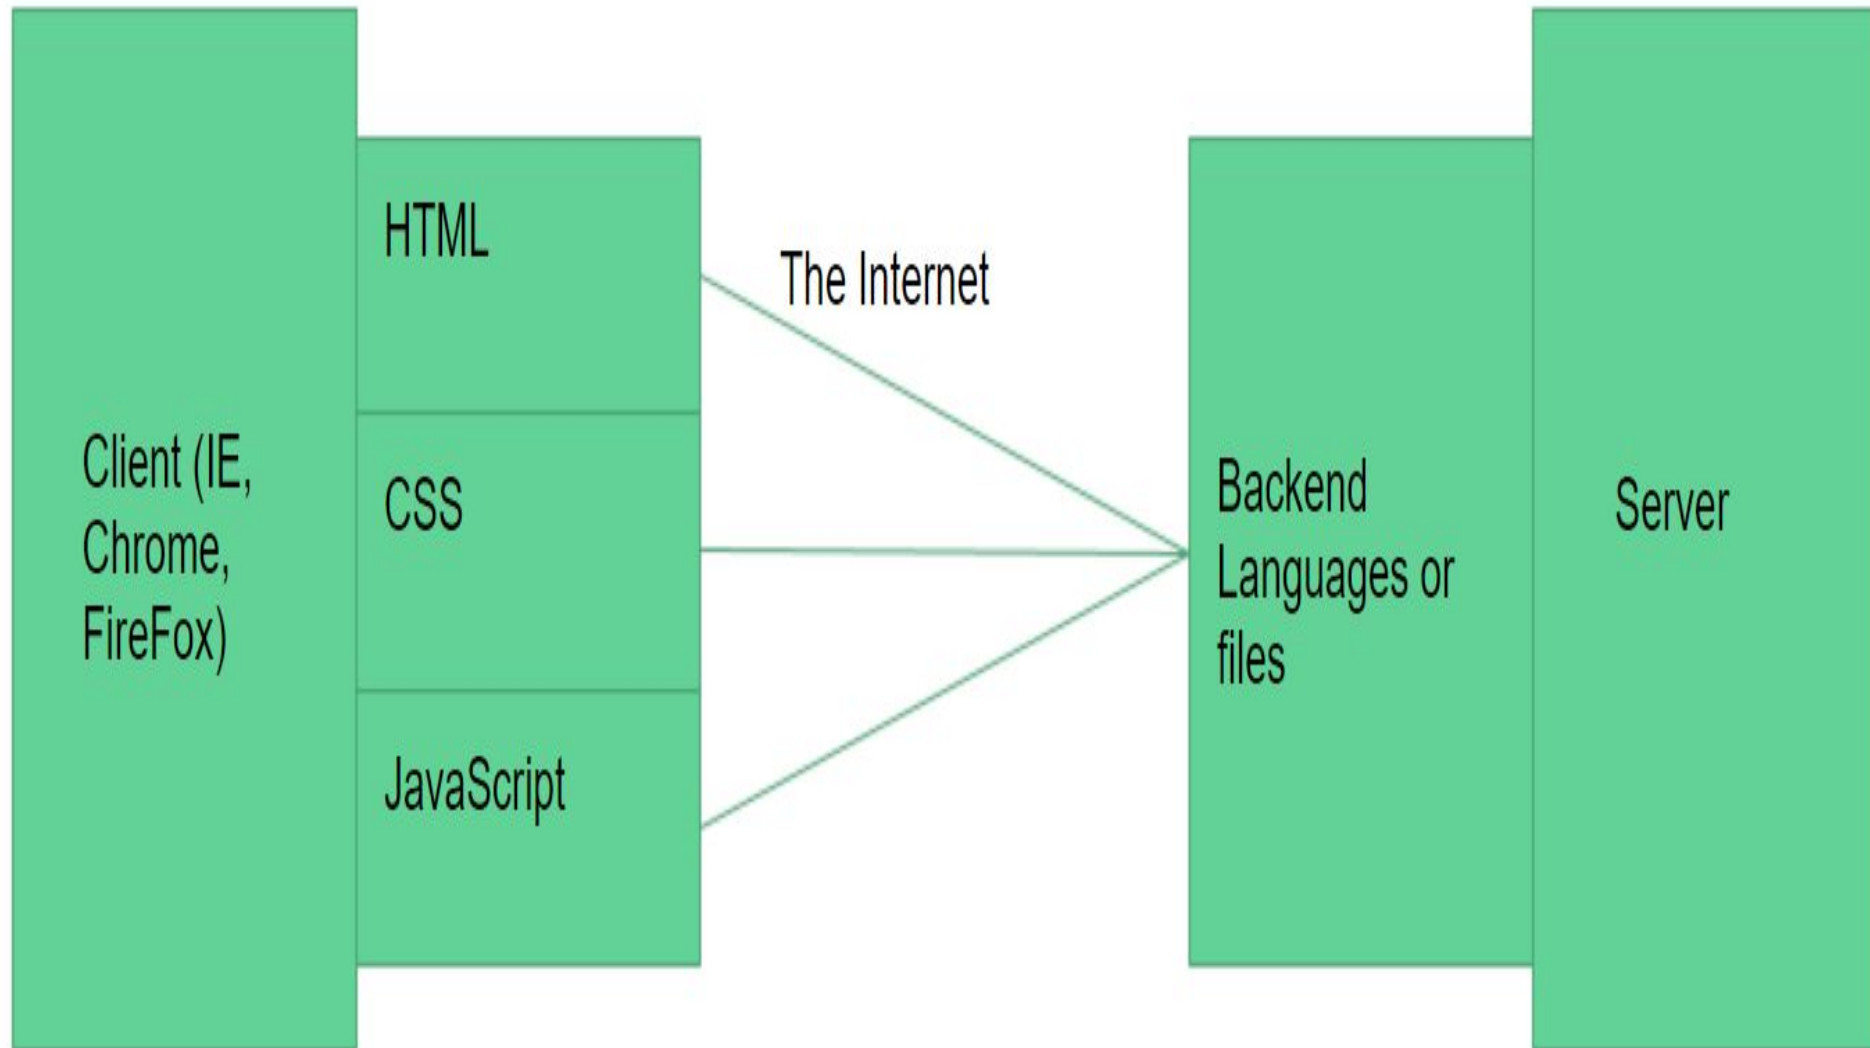 Client (IE,
Chrome,
FireFox)
HTML
CSS
JavaScript
The Internet
Backend
Languages or
files
Server